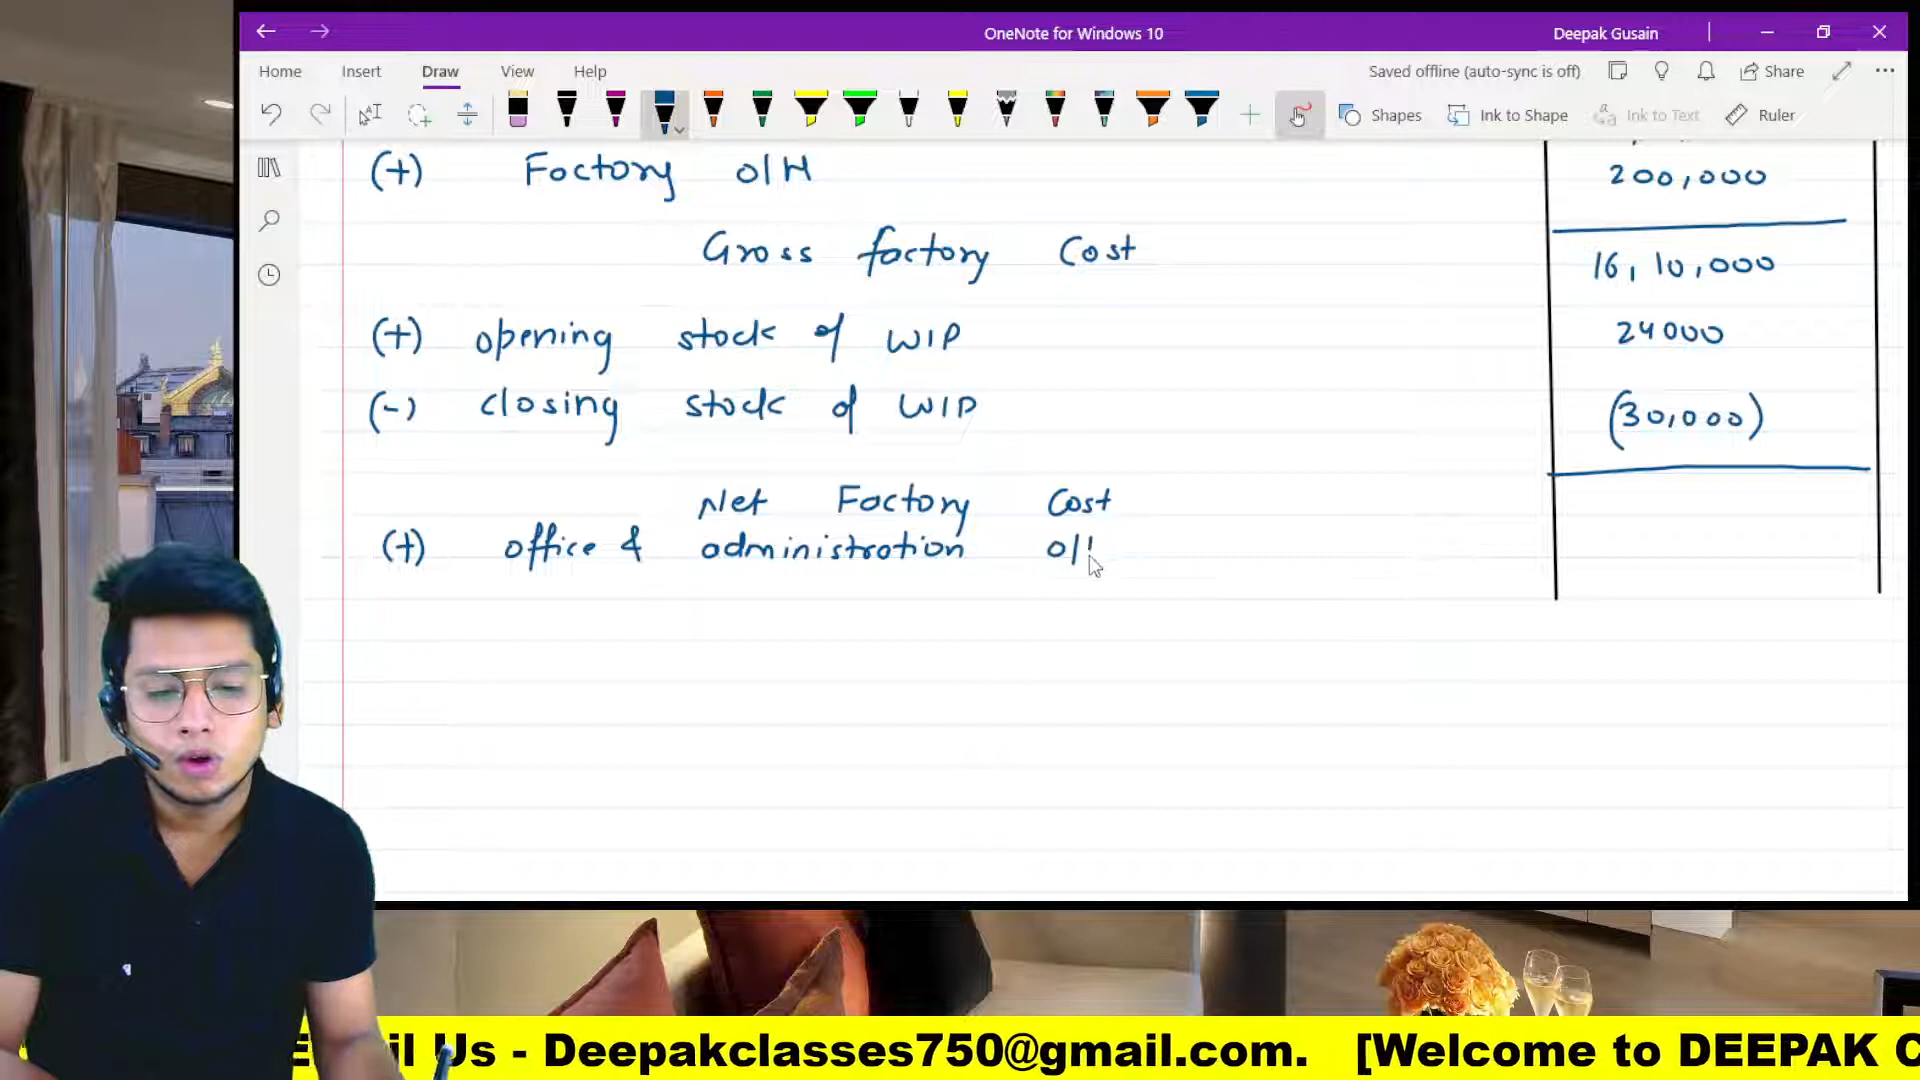 OneNote for Windows 10
Deepak Gusain
Home Insert Draw View Help
Saved offline (auto-sync is off)
Share
Shapes
Ink to Shape
Ink to Text
Ruler
(+) Factory O/H 200,000
Gross factory Cost 16,10,000
(+) opening stock of WIP 24000
(-) closing stock of WIP (30,000)
Net Factory Cost
(+) office & administration O/
il Us - Deepakclasses750@gmail.com. [Welcome to DEEPAK C